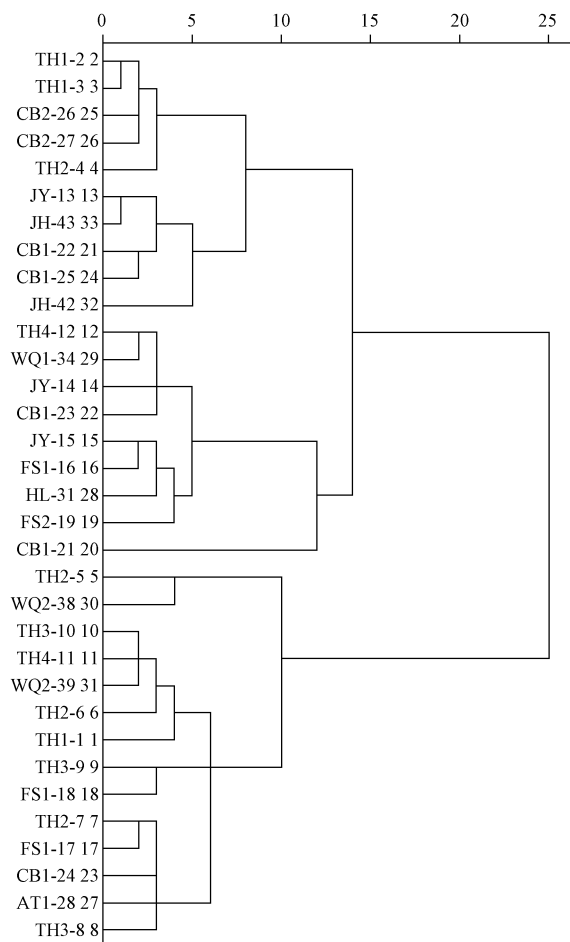 0 5 10 15 20 25
TH1-2 2
TH1-3 3
CB2-26 25
CB2-27 26
TH2-4 4
JY-13 13
JH-43 33
CB1-22 21
CB1-25 24
JH-42 32
TH4-12 12
WQ1-34 29
JY-14 14
CB1-23 22
JY-15 15
FS1-16 16
HL-31 28
FS2-19 19
CB1-21 20
TH2-5 5
WQ2-38 30
TH3-10 10
TH4-11 11
WQ2-39 31
TH2-6 6
TH1-1 1
TH3-9 9
FS1-18 18
TH2-7 7
FS1-17 17
CB1-24 23
AT1-28 27
TH3-8 8